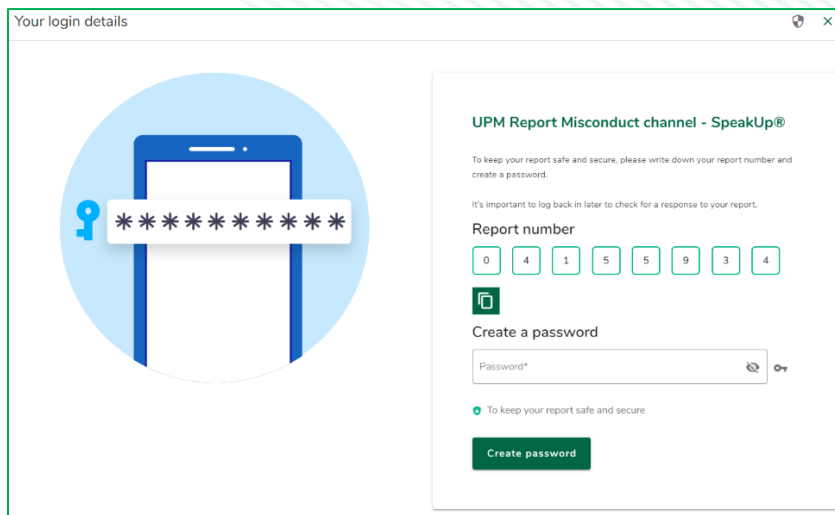 Your login details
UPM Report Misconduct channel - SpeakUp®
To keep your report safe and secure, please write down your report number and
create a password.
It's important to log back in later to check for a response to your report.
Report number
0 4 1 5 5 9 3 4
Create a password
Password*
To keep your report safe and secure
Create password